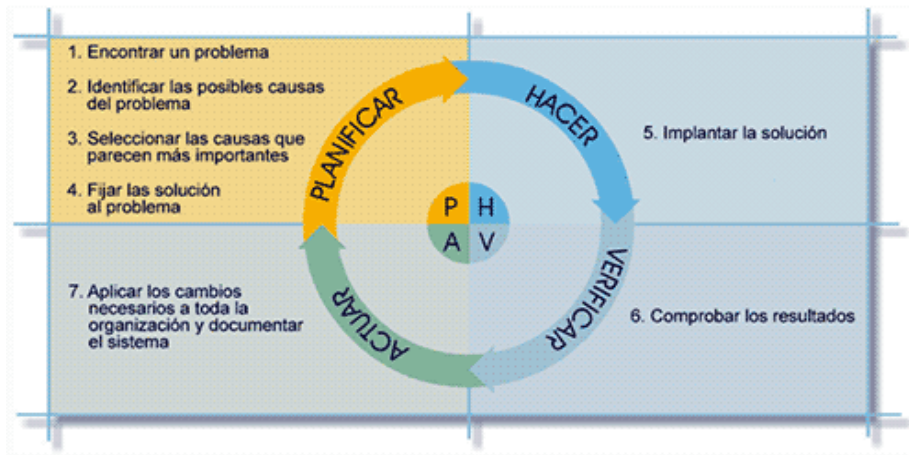 1. Encontrar un problema
2. Identificar las posibles causas
del problema
3. Seleccionar las causas que
parecen más importantes
4. Fijar las solución
al problema
PLANIFICAR
HACER
5. Implantar la solución
P H
A V
7. Aplicar los cambios
necesarios a toda la
organización y documentar
el sistema
ACTUAR
VERIFICAR
6. Comprobar los resultados